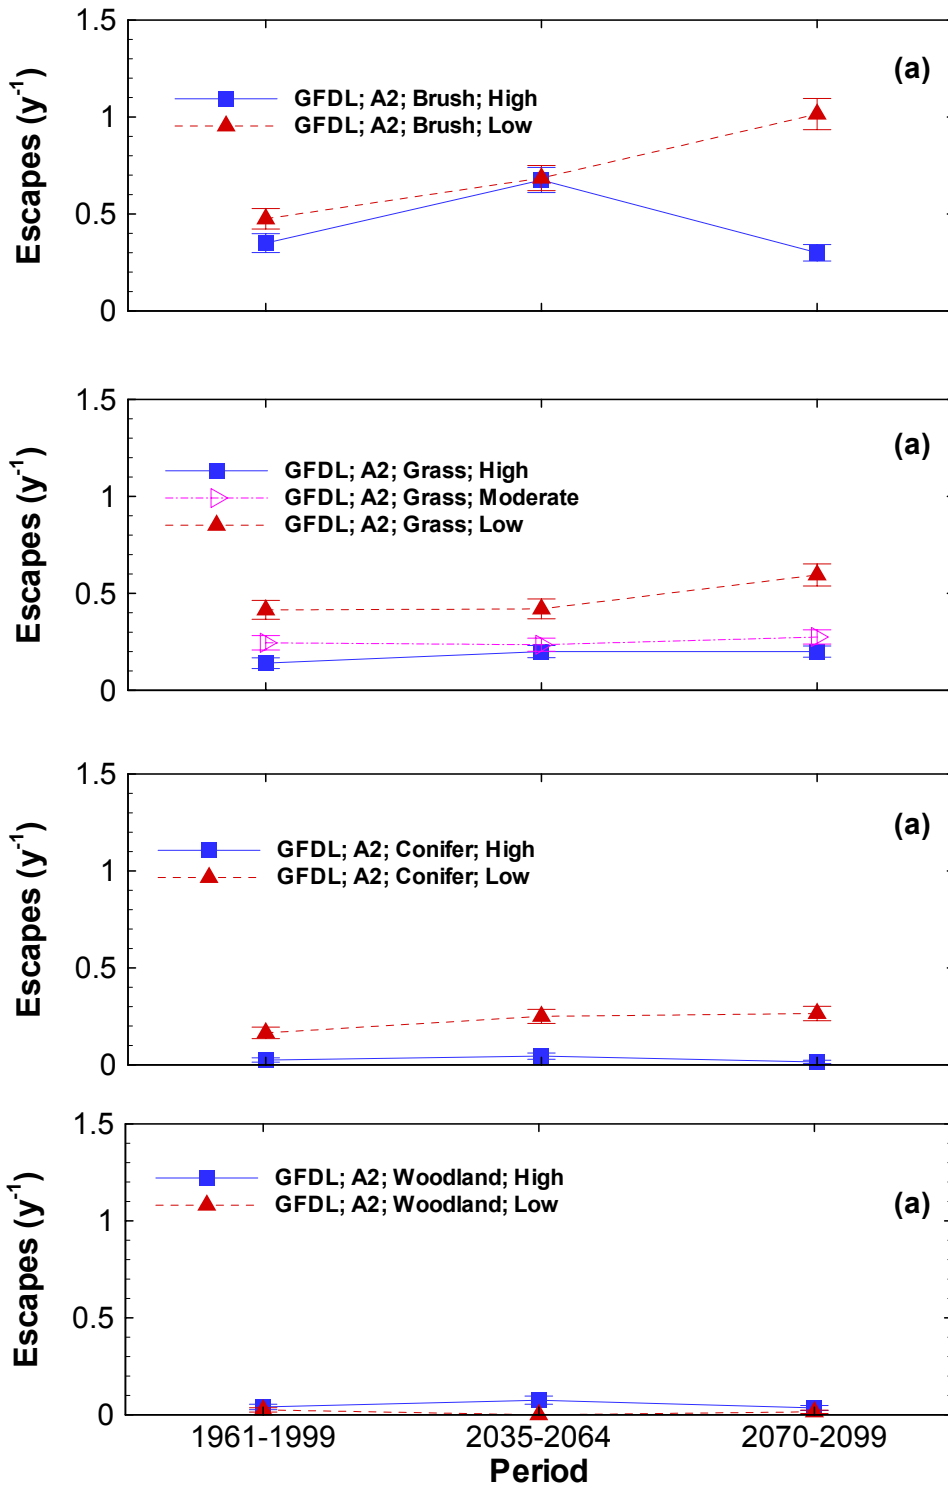 1.5
(a)
GFDL; A2; Brush; High
GFDL; A2; Brush; Low
1
0.5
0
Escapes (y⁻¹)
1.5
(a)
GFDL; A2; Grass; High
GFDL; A2; Grass; Moderate
GFDL; A2; Grass; Low
1
0.5
0
Escapes (y⁻¹)
1.5
(a)
GFDL; A2; Conifer; High
GFDL; A2; Conifer; Low
1
0.5
0
Escapes (y⁻¹)
1.5
GFDL; A2; Woodland; High
GFDL; A2; Woodland; Low
(a)
1
0.5
0
Escapes (y⁻¹)
1961-1999 2035-2064 2070-2099
Period